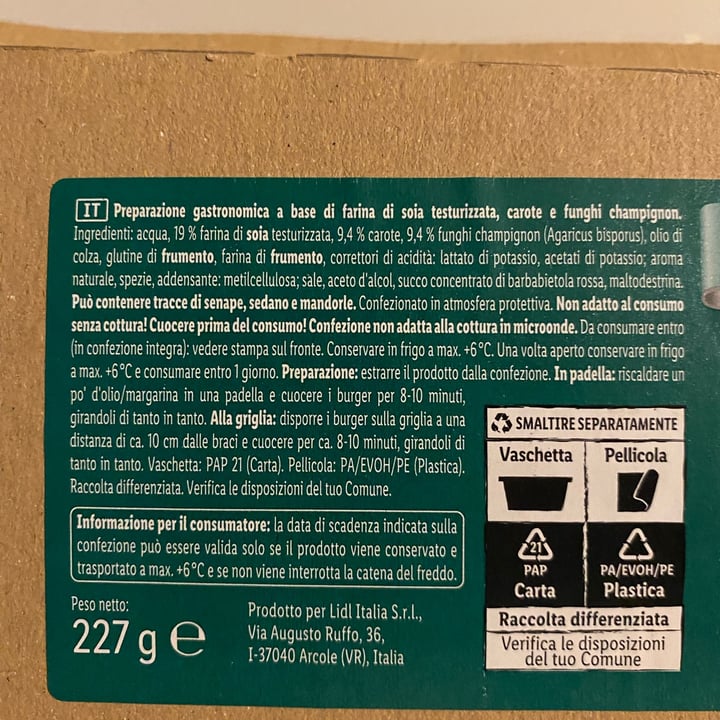 IT Preparazione gastronomica a base di farina di soia testurizzata, carote e funghi champignon.
Ingredienti: acqua, 19 % farina di soia testurizzata, 9,4 % carote, 9,4 % funghi champignon (Agaricus bisporus), olio di
colza, glutine di frumento, farina di frumento, correttori di acidità: lattato di potassio, acetati di potassio; aroma
naturale, spezie, addensante: metilcellulosa; sale, aceto d'alcol, succo concentrato di barbabietola rossa, maltodestrina.
Può contenere tracce di senape, sedano e mandorle. Confezionato in atmosfera protettiva. Non adatto al consumo
senza cottura! Cuocere prima del consumo! Confezione non adatta alla cottura in microonde. Da consumare entro
(in confezione integra): vedere stampa sul fronte. Conservare in frigo a max. +6°C. Una volta aperto conservare in frigo
a max. +6°C e consumare entro 1 giorno. Preparazione: estrarre il prodotto dalla confezione. In padella: riscaldare un
po' d'olio/margarina in una padella e cuocere i burger per 8-10 minuti,
girandoli di tanto in tanto. Alla griglia: disporre i burger sulla griglia a una
distanza di ca. 10 cm dalle braci e cuocere per ca. 8-10 minuti, girandoli di
tanto in tanto. Vaschetta: PAP 21 (Carta). Pellicola: PA/EVOH/PE (Plastica).
Raccolta differenziata. Verifica le disposizioni del tuo Comune.
Informazione per il consumatore: la data di scadenza indicata sulla
confezione può essere valida solo se il prodotto viene conservato e
trasportato a max. +6°C e se non viene interrotta la catena del freddo.
Peso netto:
227 g e
Prodotto per Lidl Italia S.r.l.,
Via Augusto Ruffo, 36,
I-37040 Arcole (VR), Italia
SMALTIRE SEPARATAMENTE
Vaschetta
21
PAP
Carta
Pellicola
PA/EVOH/PE
Plastica
Raccolta differenziata
Verifica le disposizioni
del tuo Comune